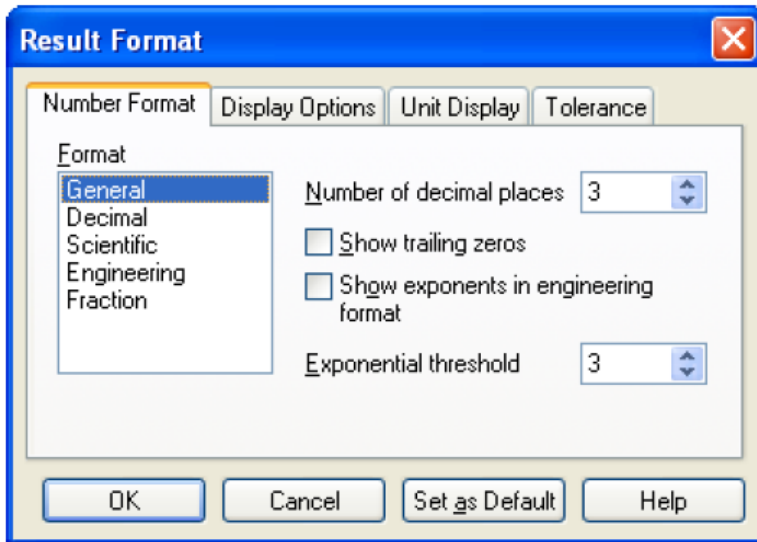 Result Format
Number Format Display Options Unit Display Tolerance
Format
General
Decimal
Scientific
Engineering
Fraction
Number of decimal places 3
Show trailing zeros
Show exponents in engineering
format
Exponential threshold 3
OK Cancel Set as Default Help